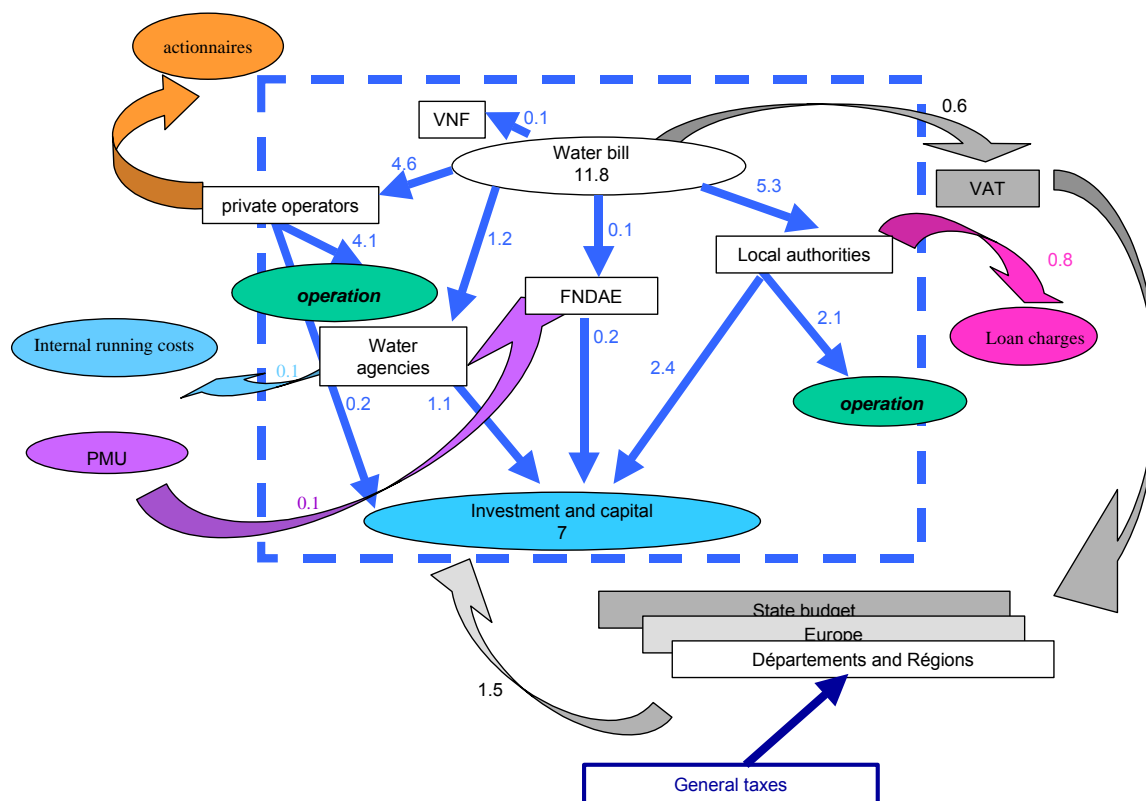 actionnaires
VNF
0.1
0.6
Water bill
11.8
4.6
5.3
VAT
private operators
1.2
0.1
4.1
Local authorities
0.8
operation
FNDAE
Internal running costs
Water
agencies
0.2
2.1
Loan charges
0.1
2.4
0.2
1.1
operation
PMU
0.1
Investment and capital
7
State budget
Europe
Départements and Régions
1.5
General taxes